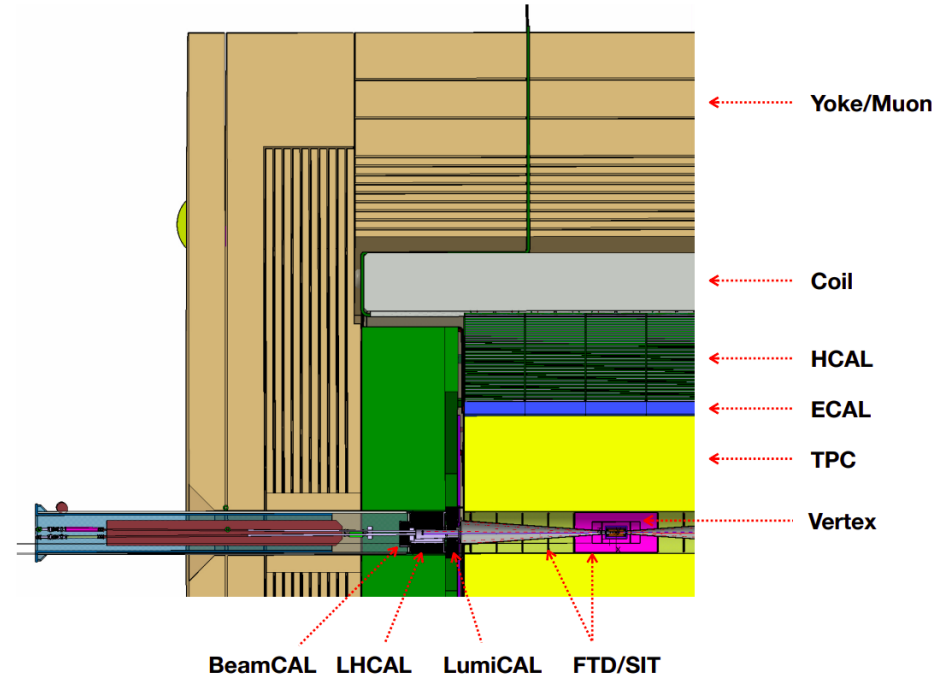 Yoke/Muon
Coil
HCAL
ECAL
TPC
Vertex
BeamCAL LHCAL LumiCAL FTD/SIT